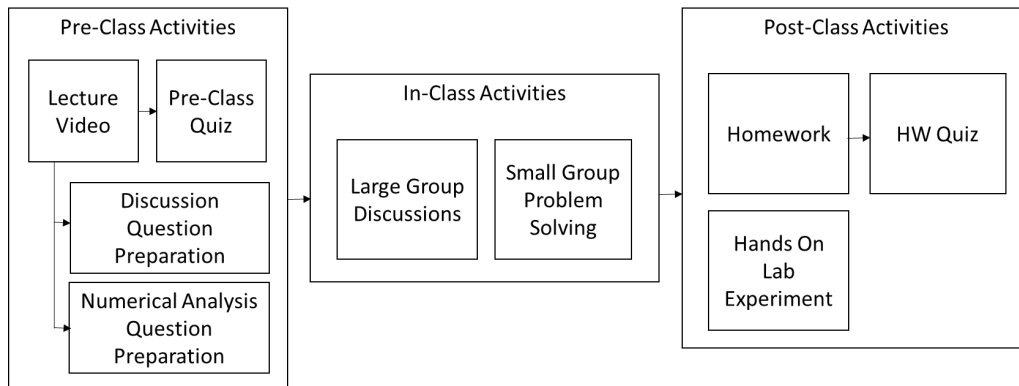 Pre-Class Activities
Lecture
Video
Pre-Class
Quiz
Discussion
Question
Preparation
Numerical Analysis
Question
Preparation
In-Class Activities
Large Group
Discussions
Small Group
Problem
Solving
Post-Class Activities
Homework
HW Quiz
Hands On
Lab
Experiment